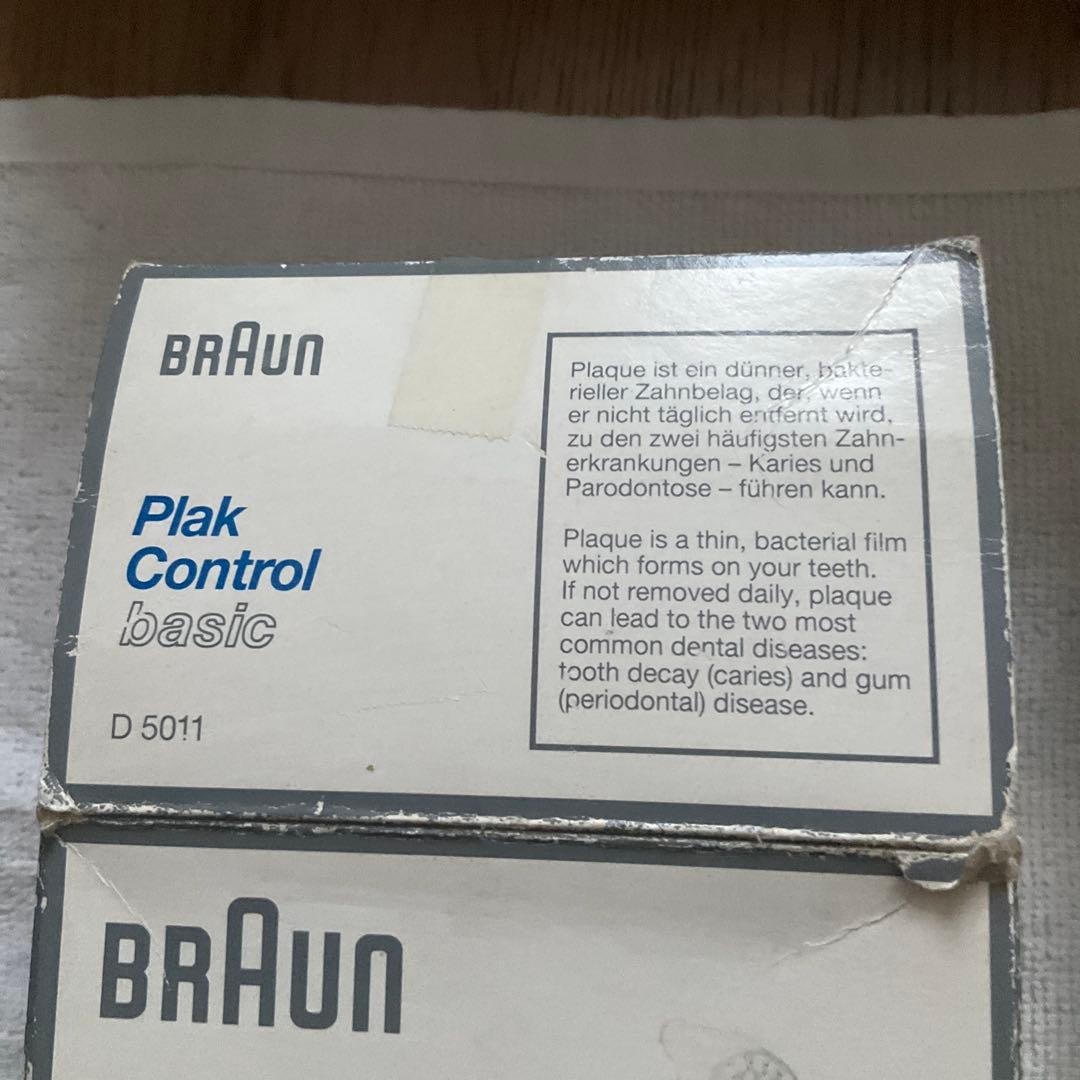 BRAUN
Plak
Control
basic
D 5011
Plaque ist ein dünner, bakte-
rieller Zahnbelag, der, wenn
er nicht täglich entfernt wird,
zu den zwei häufigsten Zahn-
erkrankungen – Karies und
Parodontose – führen kann.
Plaque is a thin, bacterial film
which forms on your teeth.
If not removed daily, plaque
can lead to the two most
common dental diseases:
tooth decay (caries) and gum
(periodontal) disease.
BRAUN